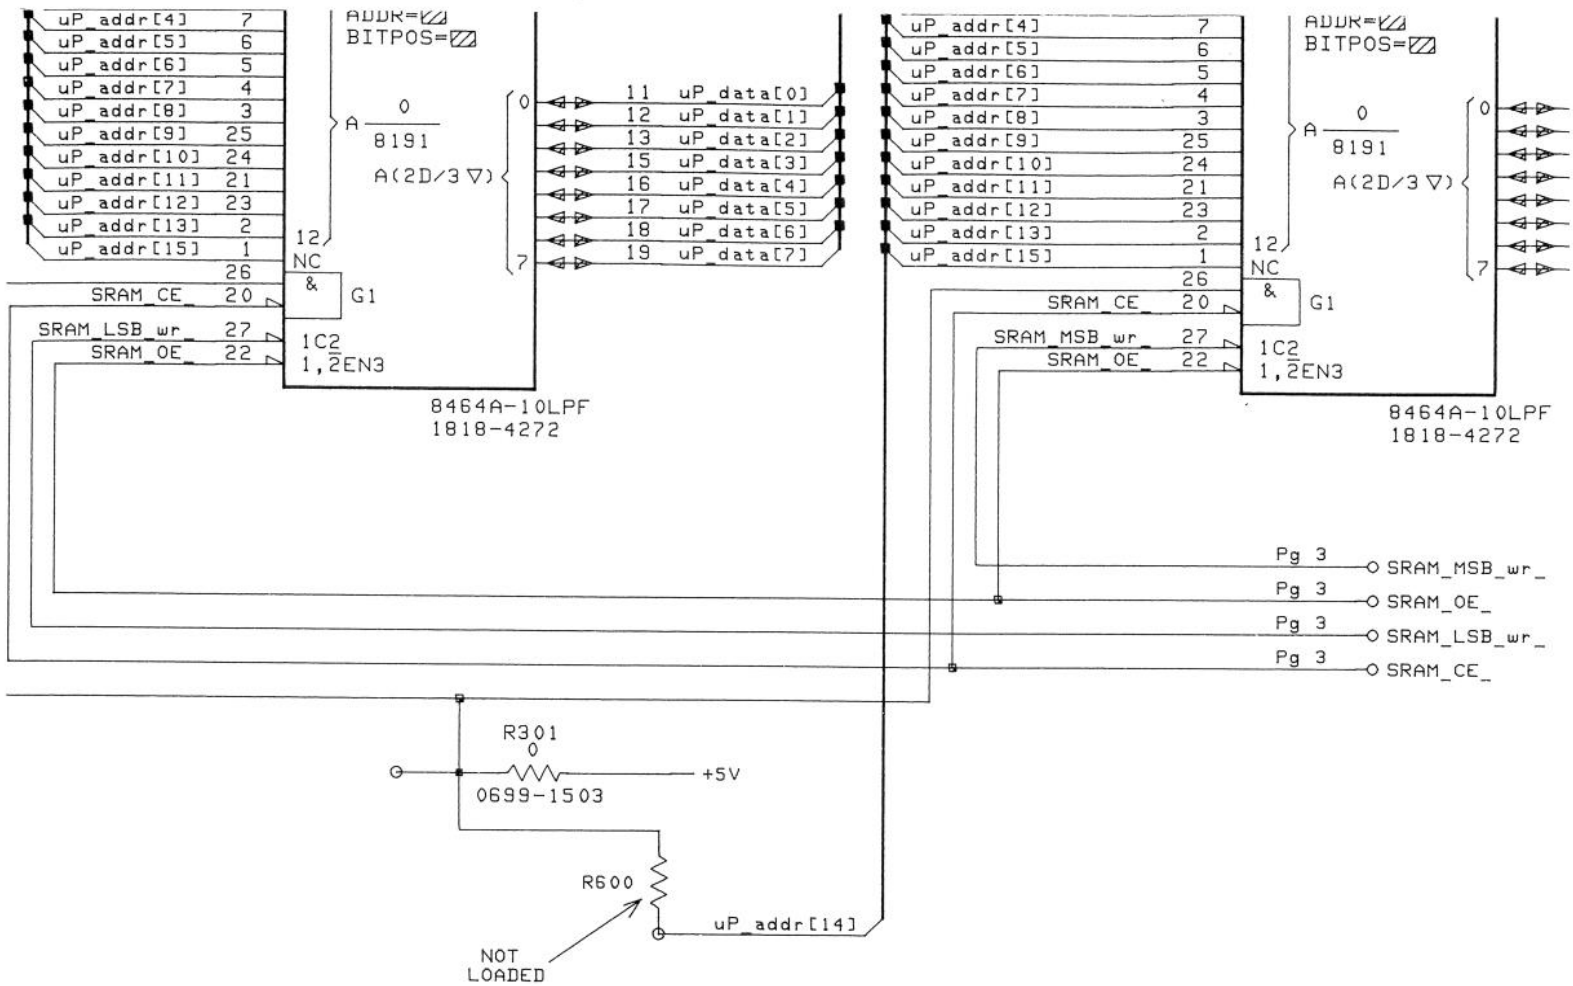 uP_addr[4] 7
uP_addr[5] 6
uP_addr[6] 5
uP_addr[7] 4
uP_addr[8] 3
uP_addr[9] 25
uP_addr[10] 24
uP_addr[11] 21
uP_addr[12] 23
uP_addr[13] 2
uP_addr[15] 1
26
SRAM_CE_ 20
SRAM_LSB_wr_ 27
SRAM_OE_ 22
ADDR=
BITPOS=
A 0
8191
A(2D/3 ▽)
12
NC
&
G1
1C2
1,2̅EN3
0
7
8464A-10LPF
1818-4272
11 uP_data[0]
12 uP_data[1]
13 uP_data[2]
15 uP_data[3]
16 uP_data[4]
17 uP_data[5]
18 uP_data[6]
19 uP_data[7]
uP_addr[4] 7
uP_addr[5] 6
uP_addr[6] 5
uP_addr[7] 4
uP_addr[8] 3
uP_addr[9] 25
uP_addr[10] 24
uP_addr[11] 21
uP_addr[12] 23
uP_addr[13] 2
uP_addr[15] 1
26
SRAM_CE_ 20
SRAM_MSB_wr_ 27
SRAM_OE_ 22
ADDR=
BITPOS=
A 0
8191
A(2D/3 ▽)
12
NC
&
G1
1C2
1,2̅EN3
0
7
8464A-10LPF
1818-4272
Pg 3 SRAM_MSB_wr_
Pg 3 SRAM_OE_
Pg 3 SRAM_LSB_wr_
Pg 3 SRAM_CE_
R301
0
+5V
0699-1503
R600
uP_addr[14]
NOT
LOADED